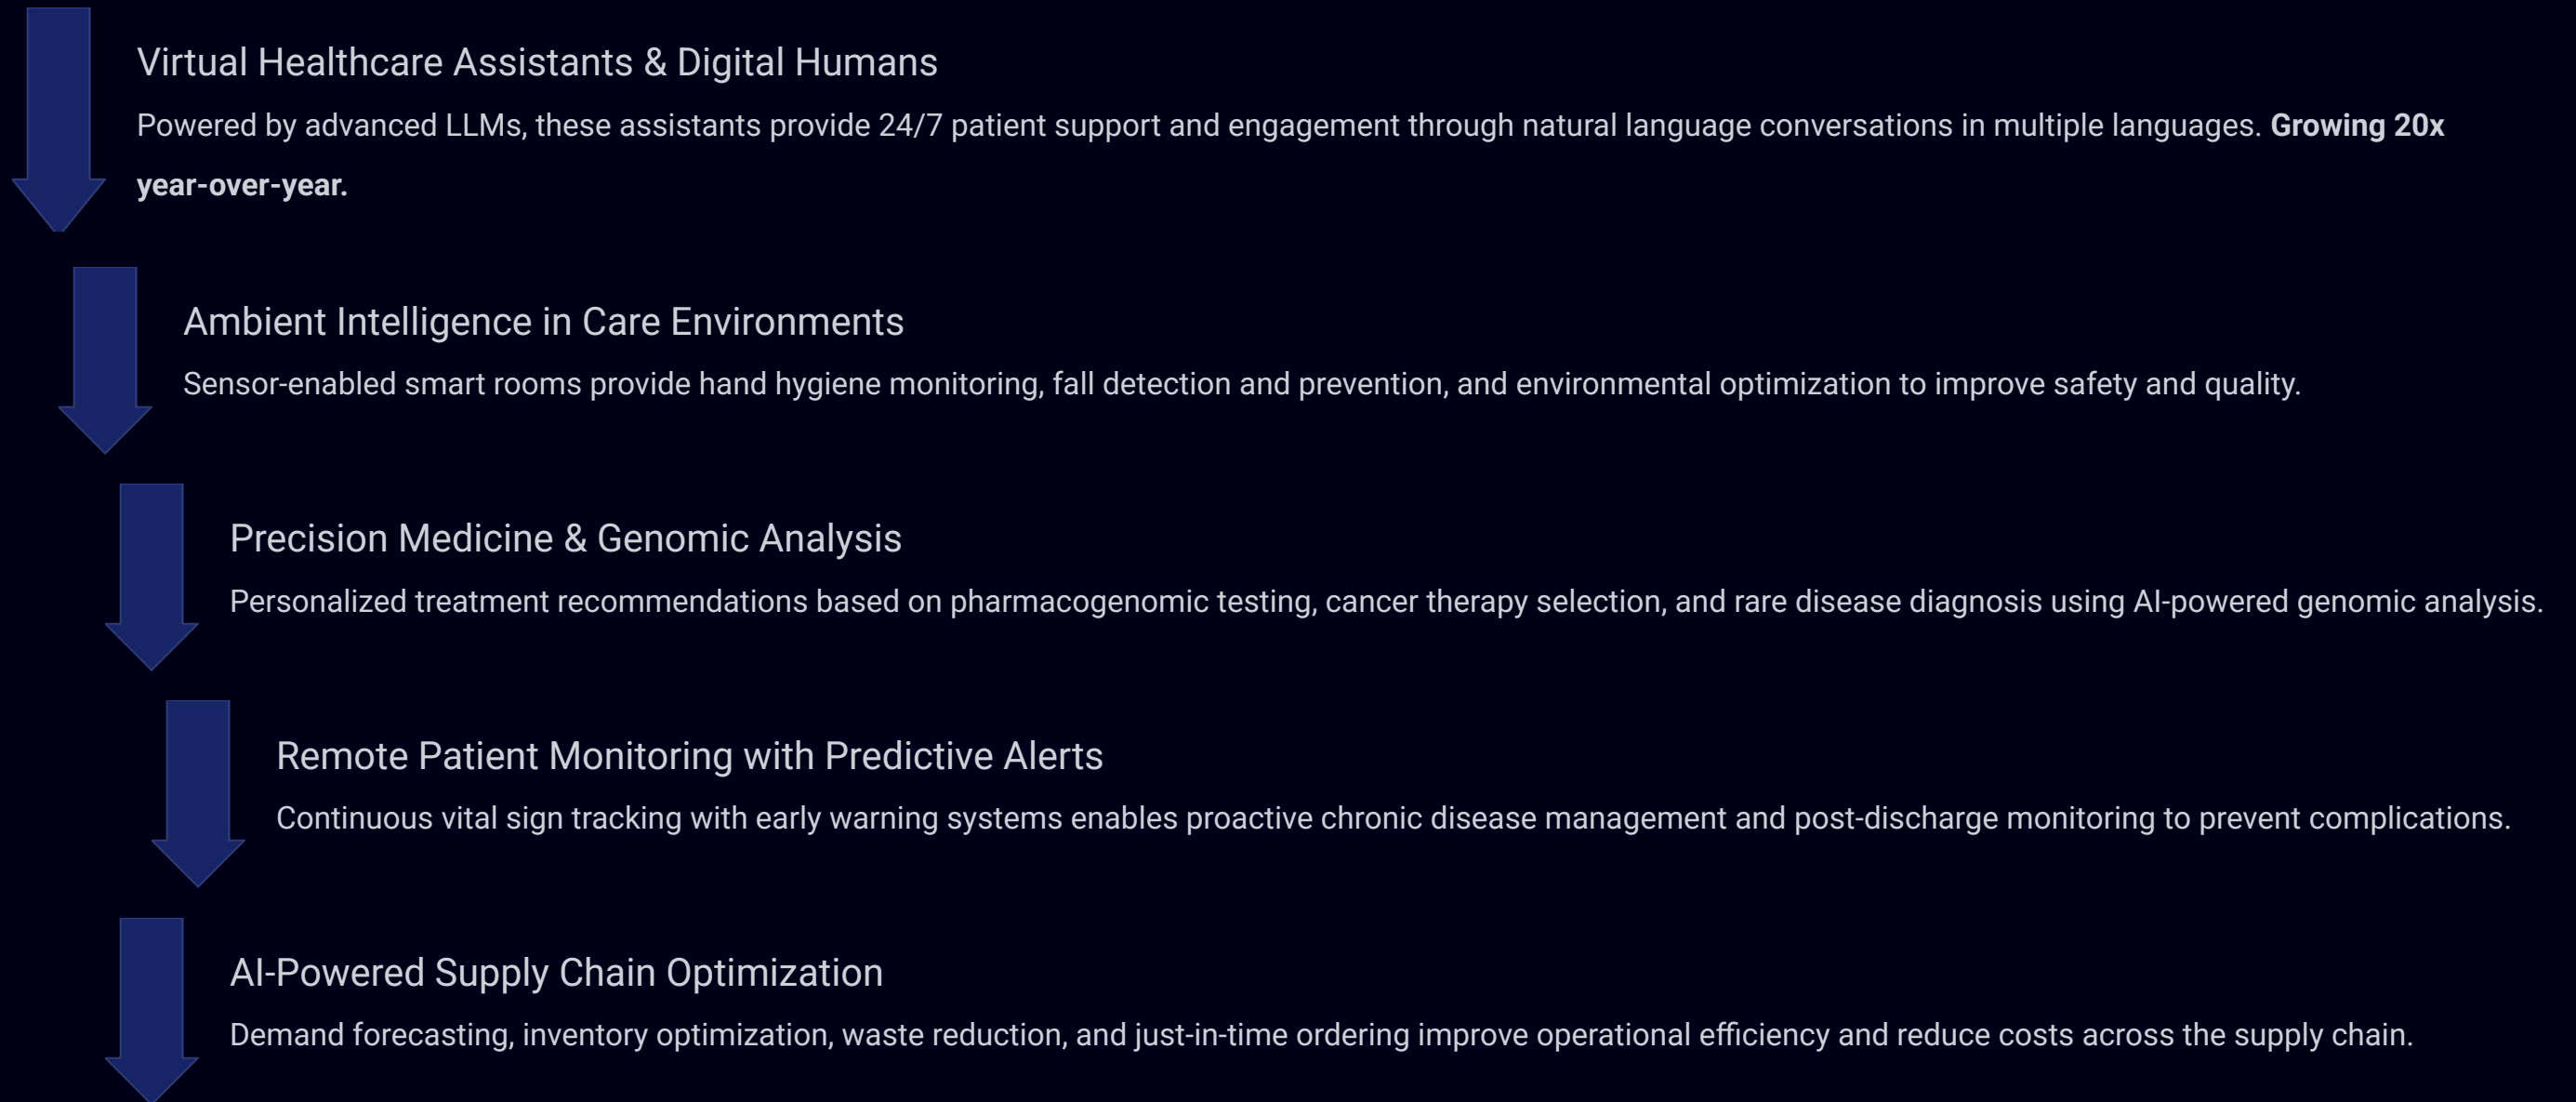 Virtual Healthcare Assistants & Digital Humans
Powered by advanced LLMs, these assistants provide 24/7 patient support and engagement through natural language conversations in multiple languages. Growing 20x
year-over-year.
Ambient Intelligence in Care Environments
Sensor-enabled smart rooms provide hand hygiene monitoring, fall detection and prevention, and environmental optimization to improve safety and quality.
Precision Medicine & Genomic Analysis
Personalized treatment recommendations based on pharmacogenomic testing, cancer therapy selection, and rare disease diagnosis using AI-powered genomic analysis.
Remote Patient Monitoring with Predictive Alerts
Continuous vital sign tracking with early warning systems enables proactive chronic disease management and post-discharge monitoring to prevent complications.
AI-Powered Supply Chain Optimization
Demand forecasting, inventory optimization, waste reduction, and just-in-time ordering improve operational efficiency and reduce costs across the supply chain.